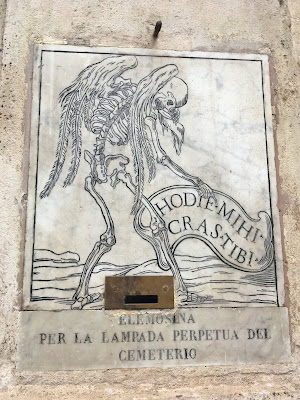 HODIE·MIHI·
CRAS·TIBI·
ELEMOSINA
PER LA LAMPADA PERPETUA DEL
CEMETERIO